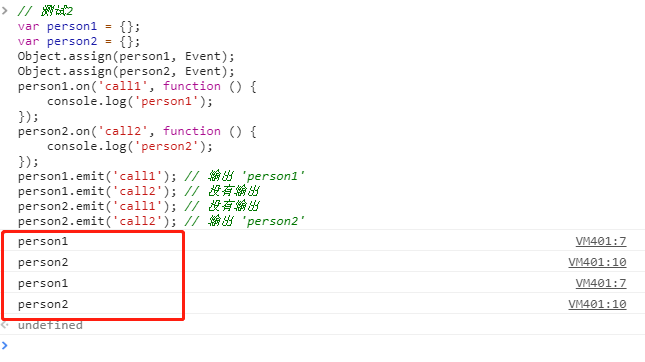 // 测试2
var person1 = {};
var person2 = {};
Object.assign(person1, Event);
Object.assign(person2, Event);
person1.on('call1', function () {
    console.log('person1');
});
person2.on('call2', function () {
    console.log('person2');
});
person1.emit('call1'); // 输出 'person1'
person1.emit('call2'); // 没有输出
person2.emit('call1'); // 没有输出
person2.emit('call2'); // 输出 'person2'
person1 VM401:7
person2 VM401:10
person1 VM401:7
person2 VM401:10
undefined